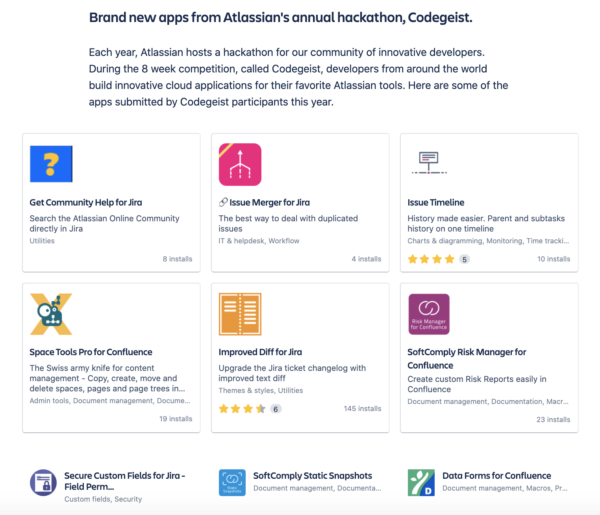 Brand new apps from Atlassian's annual hackathon, Codegeist.
Each year, Atlassian hosts a hackathon for our community of innovative developers.
During the 8 week competition, called Codegeist, developers from around the world
build innovative cloud applications for their favorite Atlassian tools. Here are some of the
apps submitted by Codegeist participants this year.
?
Get Community Help for Jira
Search the Atlassian Online Community
directly in Jira
Utilities
8 installs
🔗 Issue Merger for Jira
The best way to deal with duplicated
issues
IT & helpdesk, Workflow
4 installs
Issue Timeline
History made easier. Parent and subtasks
history on one timeline
Charts & diagramming, Monitoring, Time tracki...
5
10 installs
Space Tools Pro for Confluence
The Swiss army knife for content
management - Copy, create, move and
delete spaces, pages and page trees in...
Admin tools, Document management, Docume...
19 installs
Improved Diff for Jira
Upgrade the Jira ticket changelog with
improved text diff
Themes & styles, Utilities
6
145 installs
Risk Manager
for Confluence
SoftComply Risk Manager for
Confluence
Create custom Risk Reports easily in
Confluence
Document management, Documentation, Macr...
23 installs
Secure Custom Fields for Jira -
Field Perm...
Custom fields, Security
SoftComply Static Snapshots
Document management, Documenta...
D
Data Forms for Confluence
Document management, Macros, Pr...